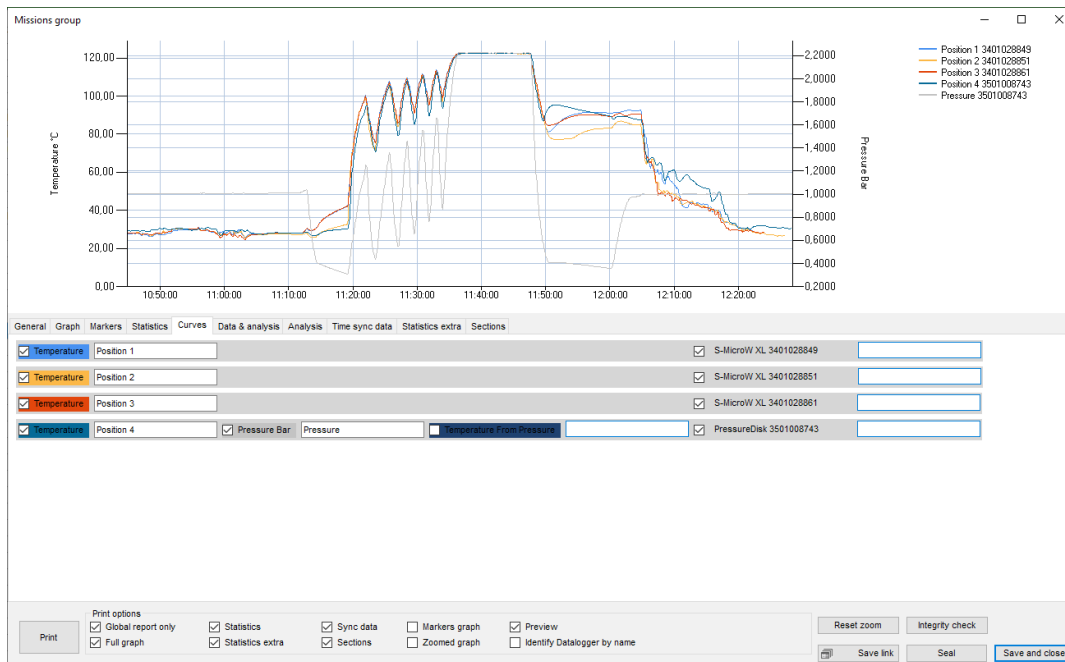 Missions group
120,00
100,00
80,00
60,00
40,00
20,00
0,00
Temperature °C
10:50:00 11:00:00 11:10:00 11:20:00 11:30:00 11:40:00 11:50:00 12:00:00 12:10:00 12:20:00
2,2000
2,0000
1,8000
1,6000
1,4000
1,2000
1,0000
0,8000
0,6000
0,4000
0,2000
Pressure Bar
Position 1 3401028849
Position 2 3401028851
Position 3 3401028861
Position 4 3501008743
Pressure 3501008743
General Graph Markers Statistics Curves Data & analysis Analysis Time sync data Statistics extra Sections
Temperature Position 1 S-MicroW XL 3401028849
Temperature Position 2 S-MicroW XL 3401028851
Temperature Position 3 S-MicroW XL 3401028861
Temperature Position 4 Pressure Bar Pressure Temperature From Pressure PressureDisk 3501008743
Print
Print options
Global report only Statistics Sync data Markers graph Preview
Full graph Statistics extra Sections Zoomed graph Identify Datalogger by name
Reset zoom Integrity check
Save link Seal Save and close